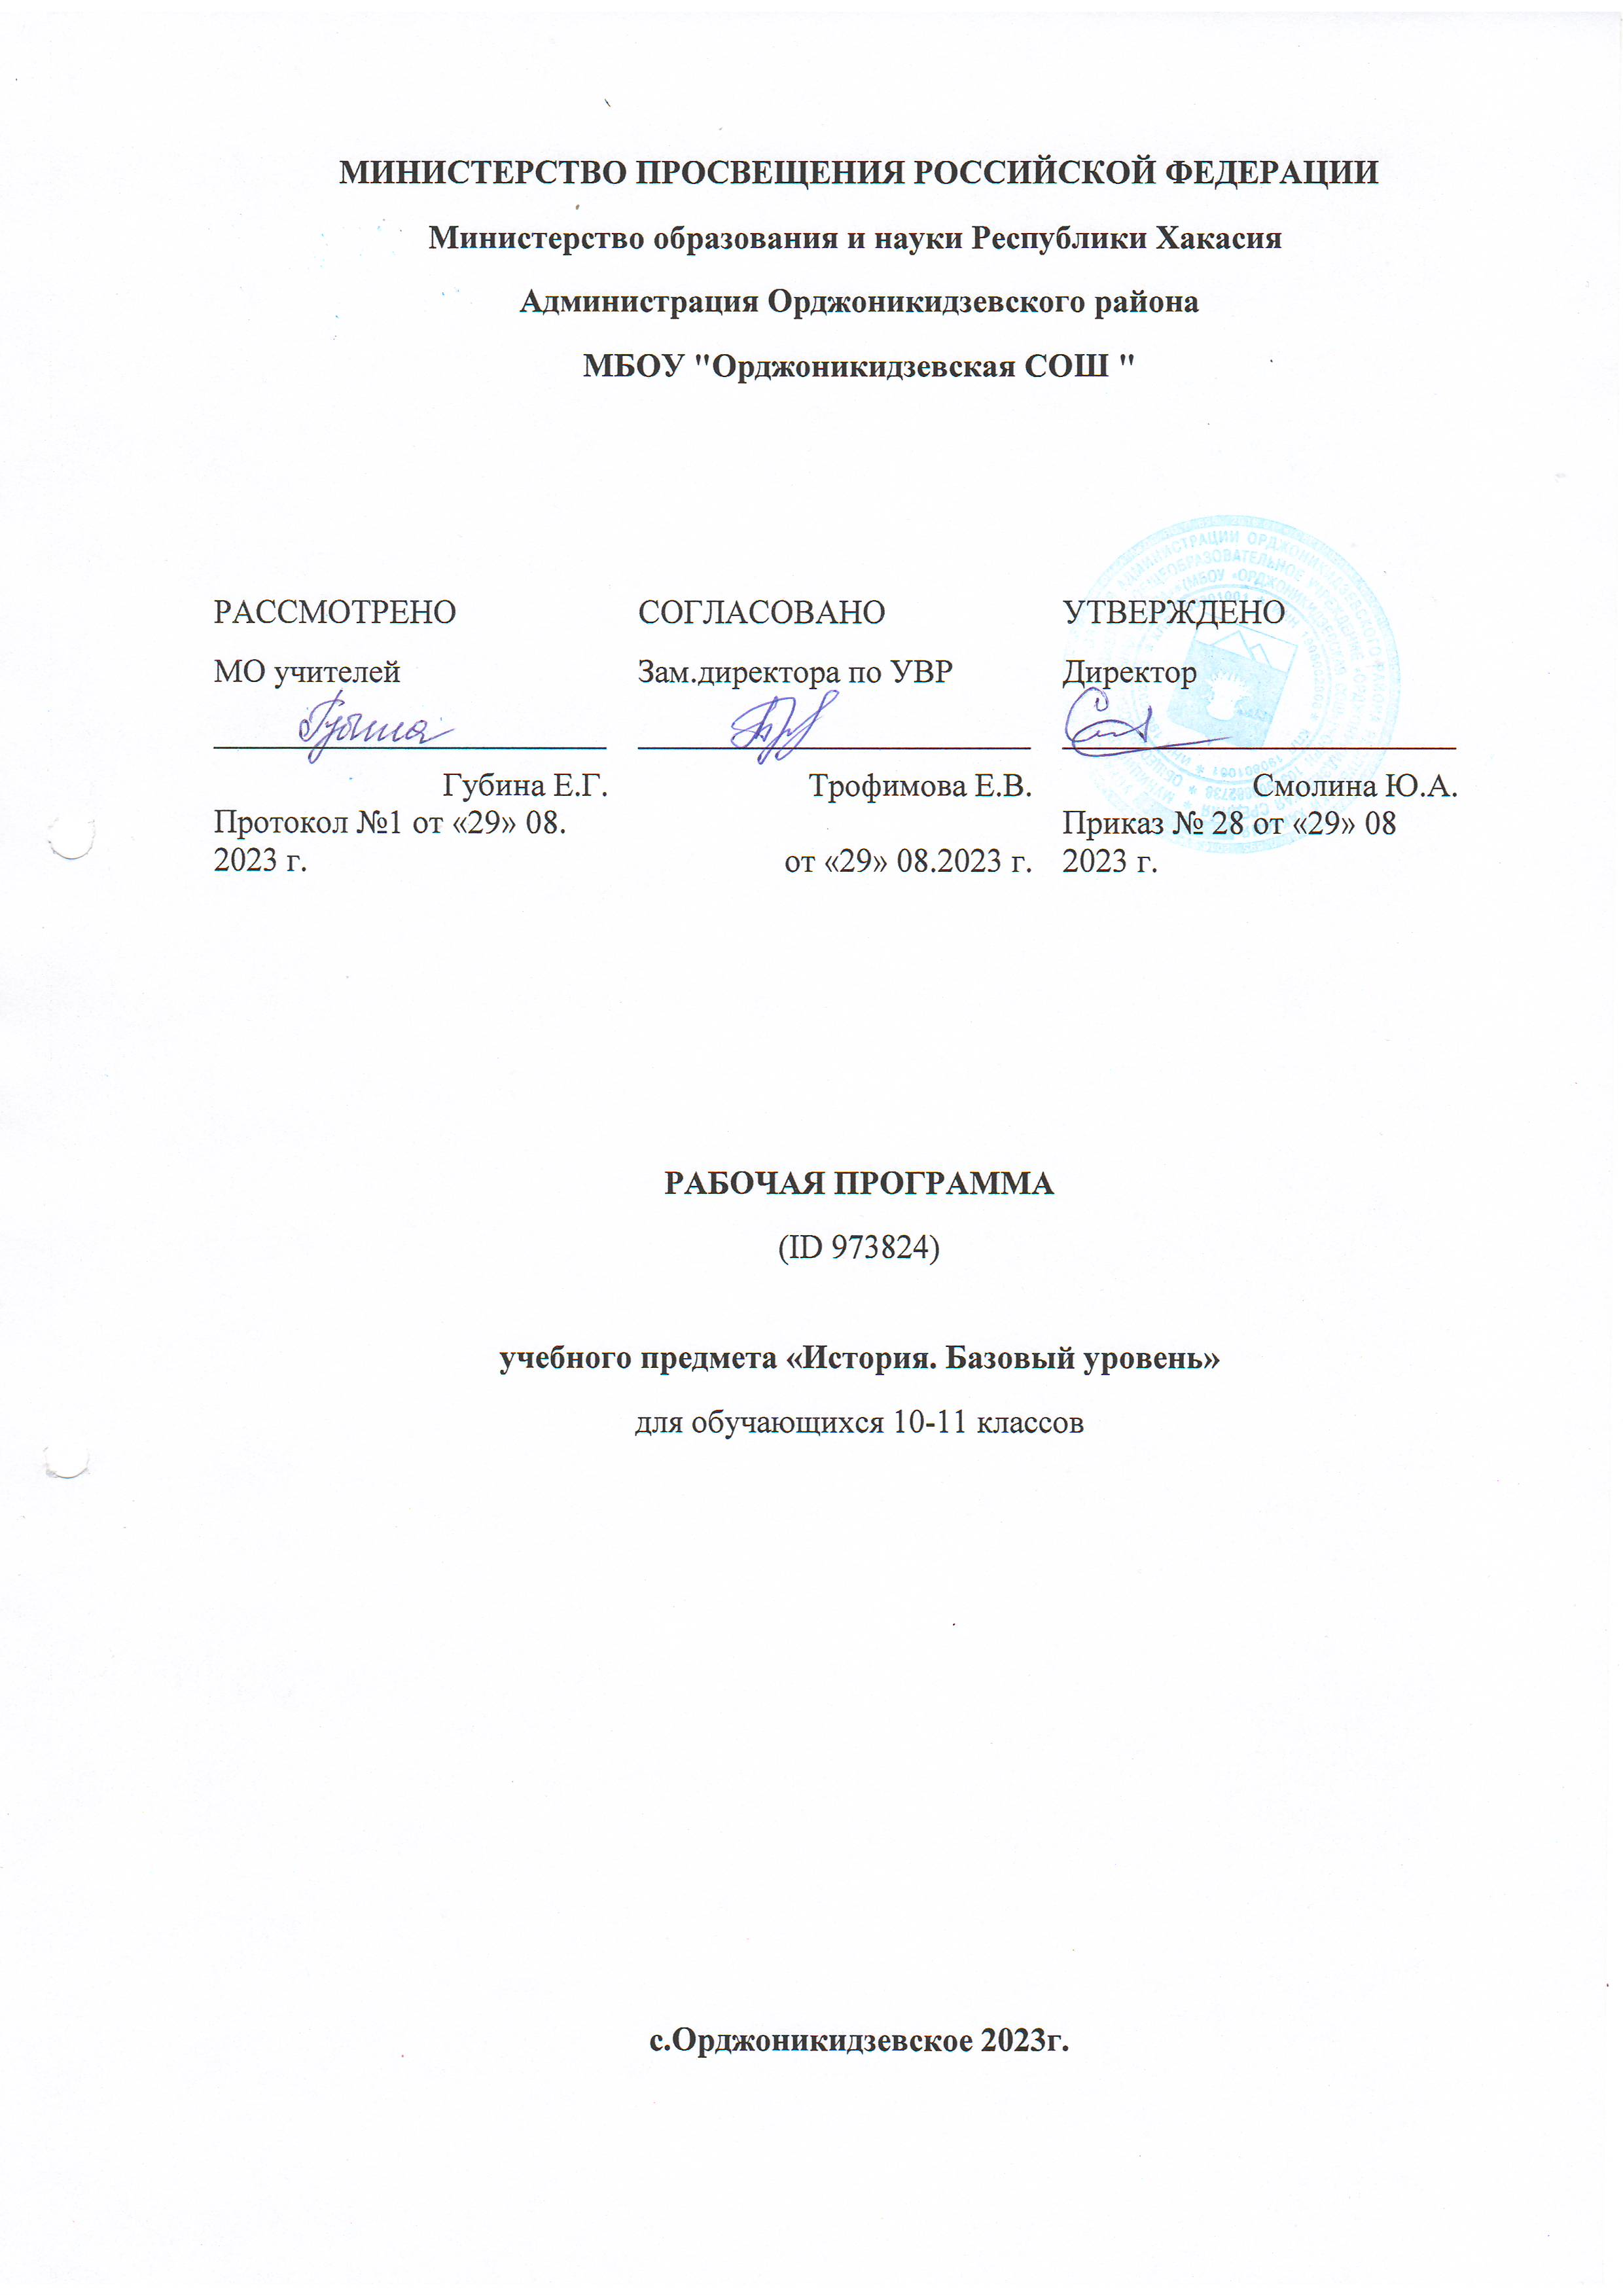 МИНИСТЕРСТВО ПРОСВЕЩЕНИЯ РОССИЙСКОЙ ФЕДЕРАЦИИ
Министерство образования и науки Республики Хакасия
Администрация Орджоникидзевского района
МБОУ "Орджоникидзевская СОШ "
РАССМОТРЕНО
МО учителей
Губина
Губина Е.Г.
Протокол №1 от «29» 08.
2023 г.
СОГЛАСОВАНО
Зам.директора по УВР
Трофимова Е.В.
от «29» 08.2023 г.
УТВЕРЖДЕНО
Директор
Смолина Ю.А.
Приказ № 28 от «29» 08
2023 г.
РАБОЧАЯ ПРОГРАММА
(ID 973824)
учебного предмета «История. Базовый уровень»
для обучающихся 10-11 классов
с.Орджоникидзевское 2023г.